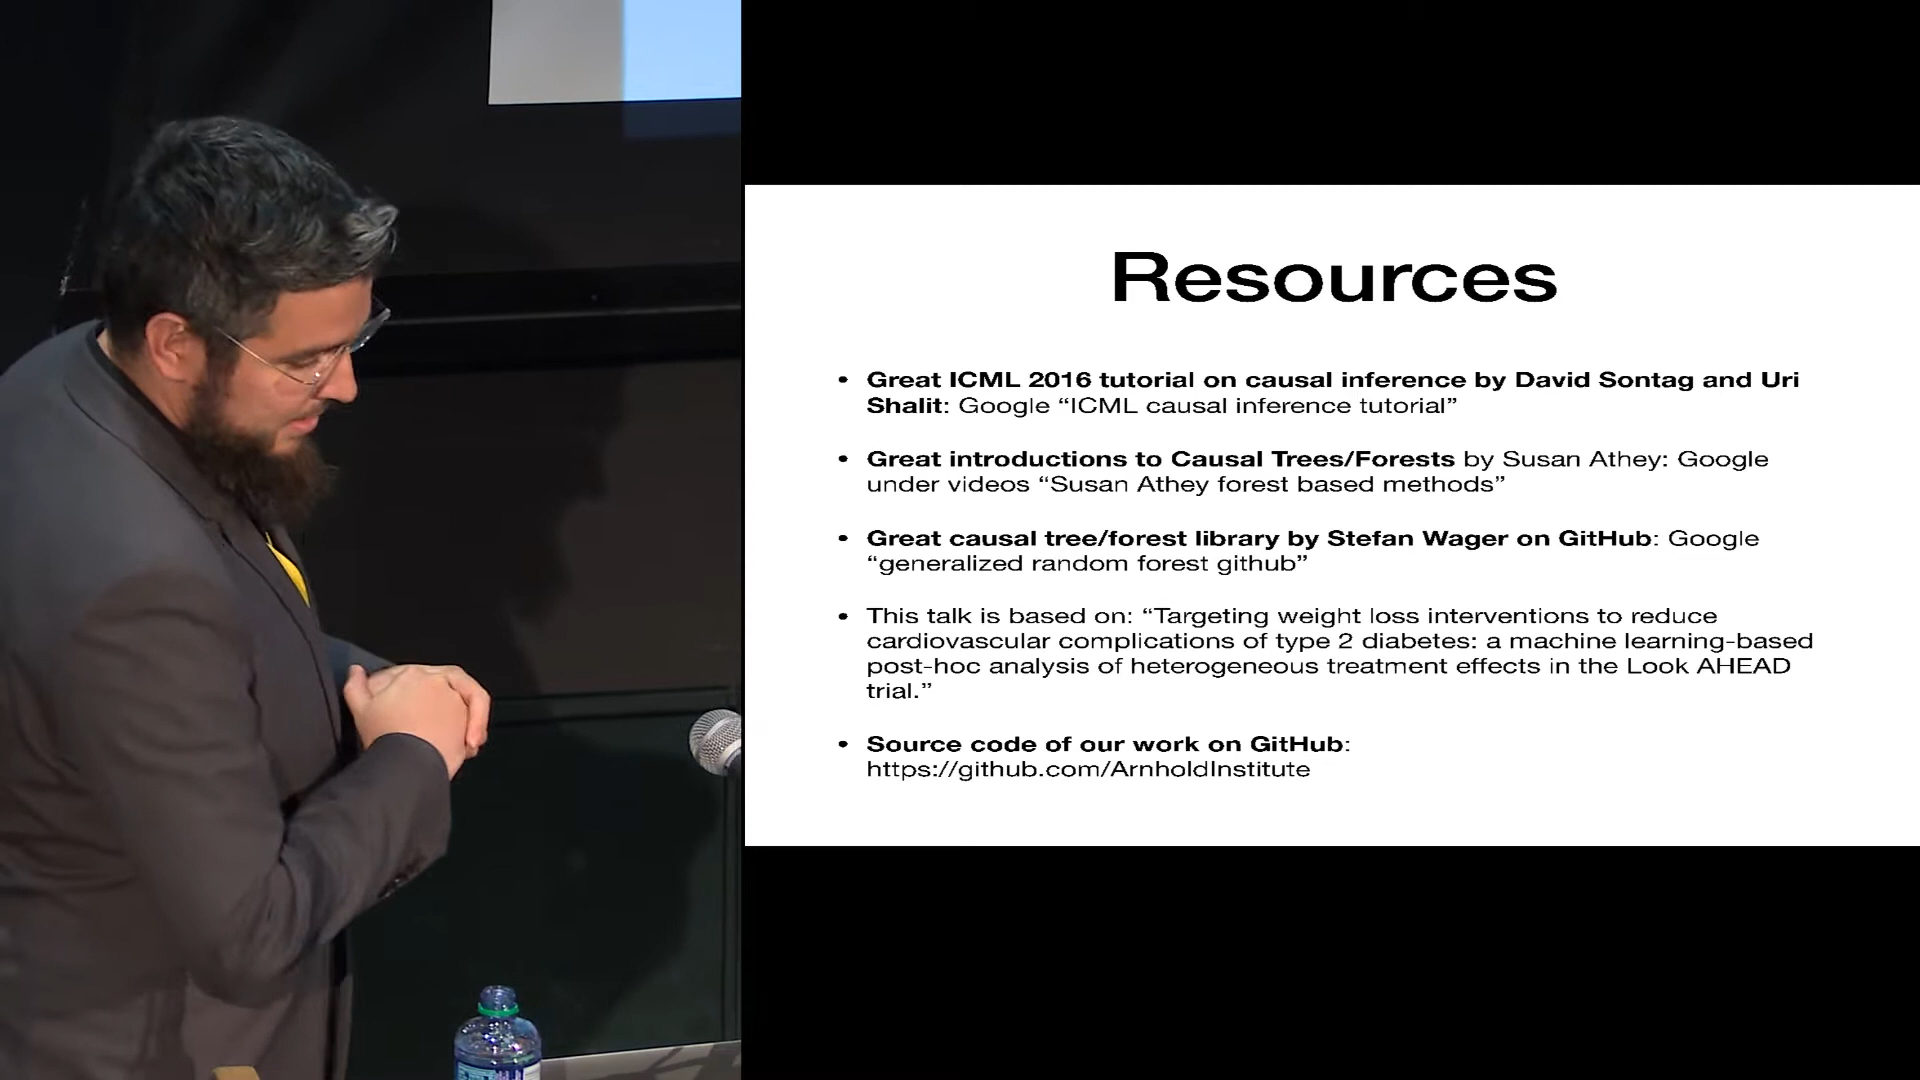 Resources
• Great ICML 2016 tutorial on causal inference by David Sontag and Uri
Shalit: Google “ICML causal inference tutorial”
• Great introductions to Causal Trees/Forests by Susan Athey: Google
under videos “Susan Athey forest based methods”
• Great causal tree/forest library by Stefan Wager on GitHub: Google
“generalized random forest github”
• This talk is based on: “Targeting weight loss interventions to reduce
cardiovascular complications of type 2 diabetes: a machine learning-based
post-hoc analysis of heterogeneous treatment effects in the Look AHEAD
trial.”
• Source code of our work on GitHub:
https://github.com/ArnholdInstitute